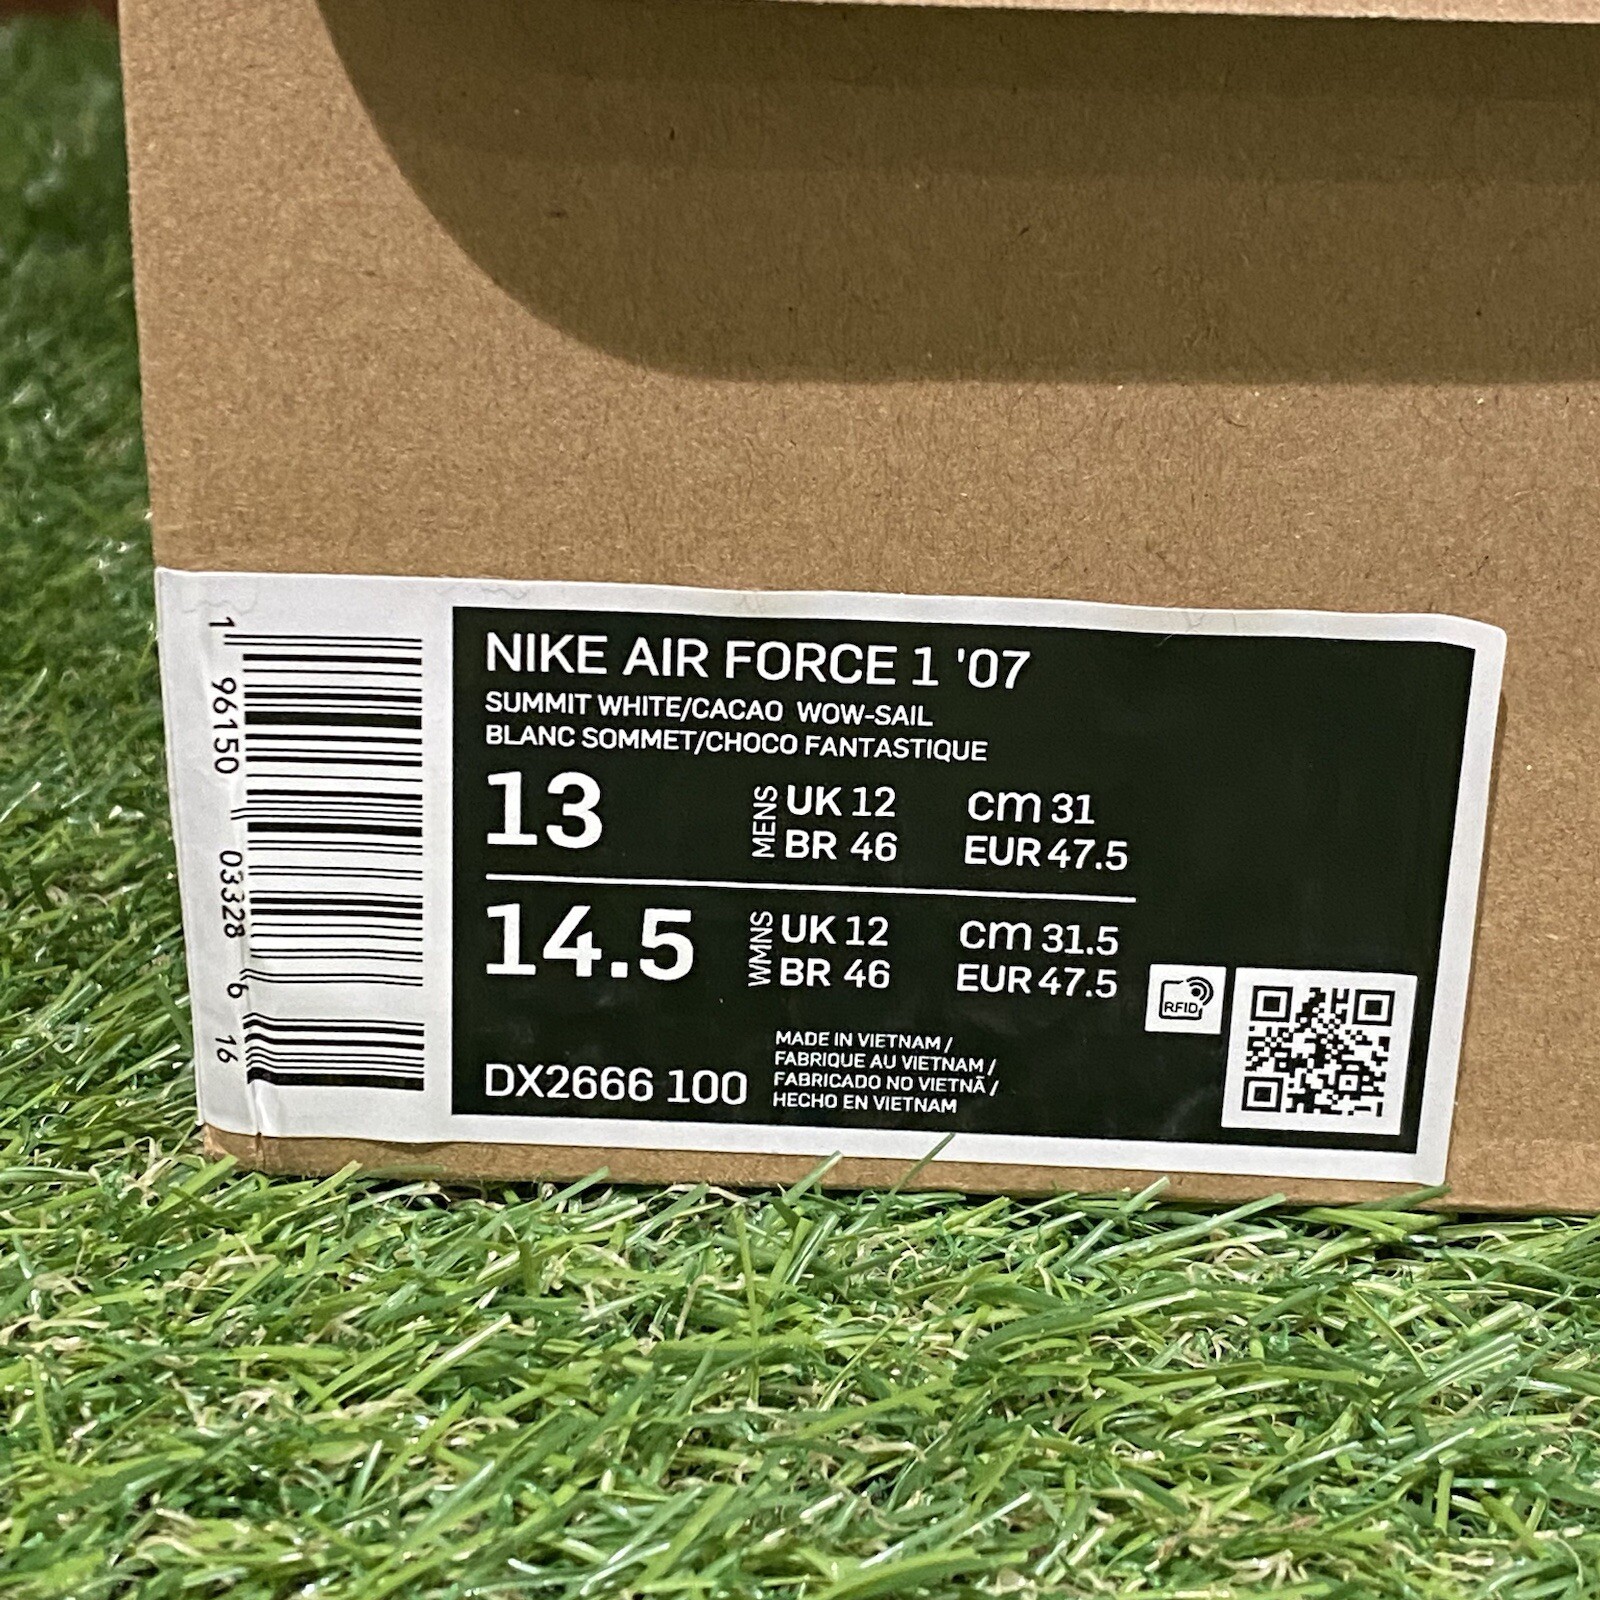 1 96150 03328 6 16
NIKE AIR FORCE 1 '07
SUMMIT WHITE/CACAO WOW-SAIL
BLANC SOMMET/CHOCO FANTASTIQUE
13 MENS UK 12 cm 31
BR 46 EUR 47.5
14.5 WMNS UK 12 cm 31.5
BR 46 EUR 47.5
RFID
DX2666 100
MADE IN VIETNAM /
FABRIQUE AU VIETNAM /
FABRICADO NO VIETNÃ /
HECHO EN VIETNAM